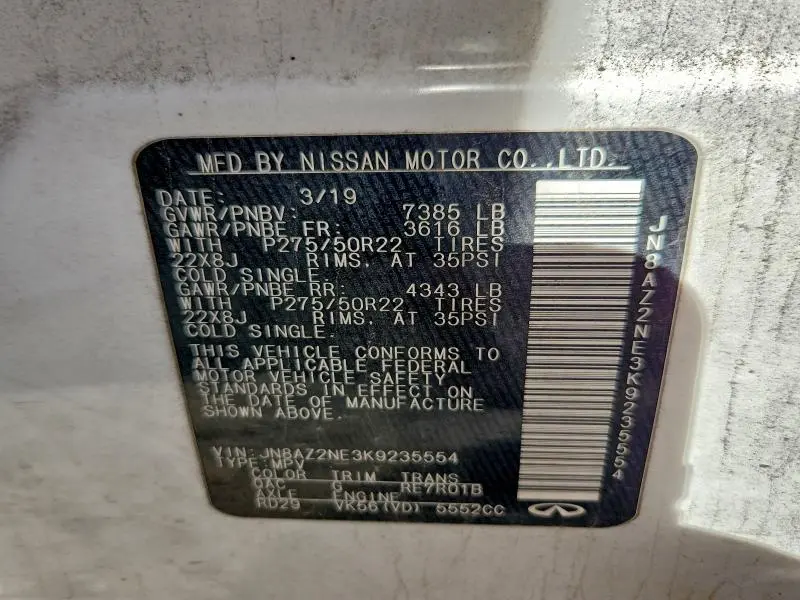 MFD BY NISSAN MOTOR CO.,LTD.
DATE: 3/19
GVWR/PNBV: 7385 LB
GAWR/PNBE FR: 3616 LB
WITH P275/50R22 TIRES
22X8J RIMS. AT 35PSI
COLD SINGLE.
GAWR/PNBE RR: 4343 LB
WITH P275/50R22 TIRES
22X8J RIMS. AT 35PSI
COLD SINGLE.
THIS VEHICLE CONFORMS TO
ALL APPLICABLE FEDERAL
MOTOR VEHICLE SAFETY
STANDARDS IN EFFECT ON
THE DATE OF MANUFACTURE
SHOWN ABOVE.
VIN: JN8AZ2NE3K9235554
TYPE: MPV
COLOR TRIM TRANS
QAC G RE7R01B
AXLE ENGINE
RD29 VK56(VD) 5552CC
JN8AZ2NE3K9235554